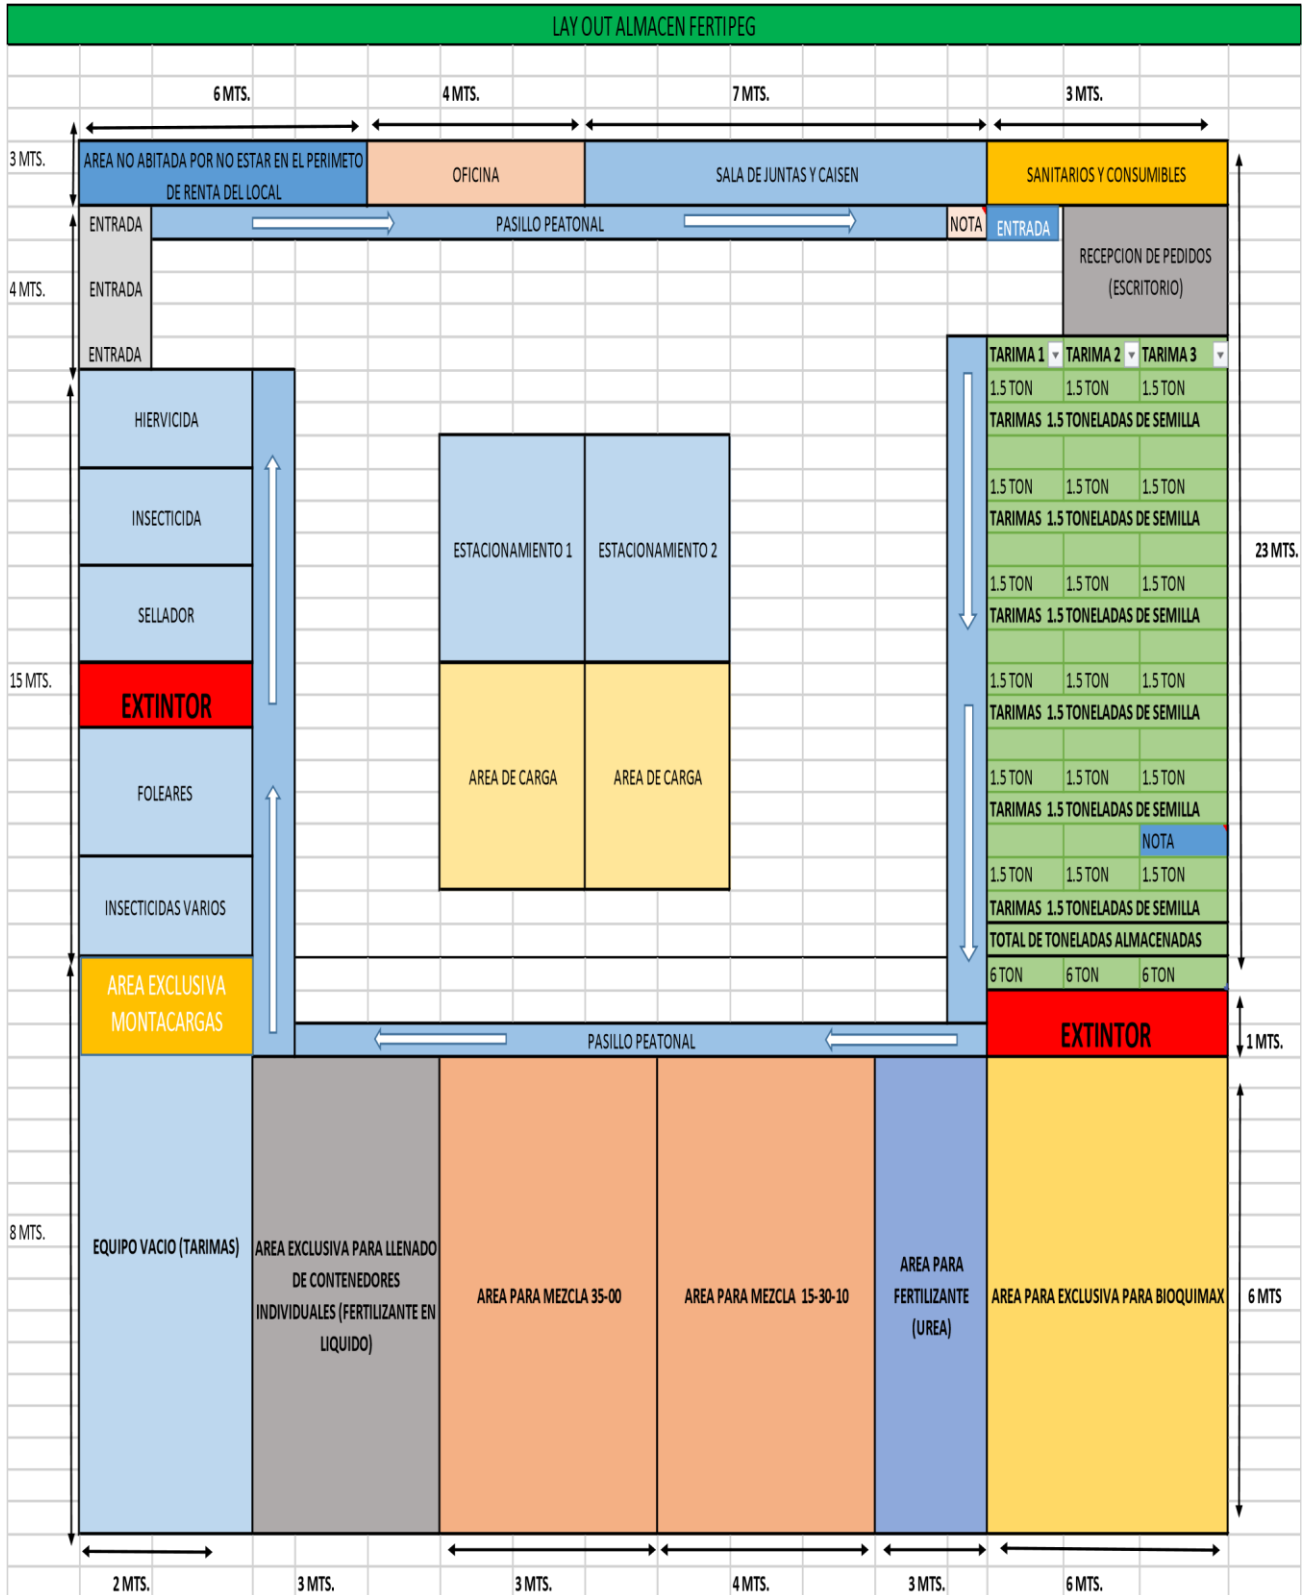 LAY OUT ALMACEN FERTIPEG
6 MTS.
4 MTS.
7 MTS.
3 MTS.
3 MTS.
AREA NO ABITADA POR NO ESTAR EN EL PERIMETO
DE RENTA DEL LOCAL
OFICINA
SALA DE JUNTAS Y CAISEN
SANITARIOS Y CONSUMIBLES
ENTRADA
PASILLO PEATONAL
NOTA
ENTRADA
RECEPCION DE PEDIDOS
(ESCRITORIO)
4 MTS.
ENTRADA
ENTRADA
TARIMA 1
TARIMA 2
TARIMA 3
1.5 TON
1.5 TON
1.5 TON
TARIMAS 1.5 TONELADAS DE SEMILLA
HIERVICIDA
1.5 TON
1.5 TON
1.5 TON
TARIMAS 1.5 TONELADAS DE SEMILLA
INSECTICIDA
ESTACIONAMIENTO 1
ESTACIONAMIENTO 2
23 MTS.
1.5 TON
1.5 TON
1.5 TON
TARIMAS 1.5 TONELADAS DE SEMILLA
SELLADOR
15 MTS.
1.5 TON
1.5 TON
1.5 TON
TARIMAS 1.5 TONELADAS DE SEMILLA
EXTINTOR
AREA DE CARGA
AREA DE CARGA
1.5 TON
1.5 TON
1.5 TON
TARIMAS 1.5 TONELADAS DE SEMILLA
FOLEARES
NOTA
1.5 TON
1.5 TON
1.5 TON
TARIMAS 1.5 TONELADAS DE SEMILLA
INSECTICIDAS VARIOS
TOTAL DE TONELADAS ALMACENADAS
6 TON
6 TON
6 TON
AREA EXCLUSIVA
MONTACARGAS
PASILLO PEATONAL
EXTINTOR
1 MTS.
8 MTS.
EQUIPO VACIO (TARIMAS)
AREA EXCLUSIVA PARA LLENADO
DE CONTENEDORES
INDIVIDUALES (FERTILIZANTE EN
LIQUIDO)
AREA PARA MEZCLA 35-00
AREA PARA MEZCLA 15-30-10
AREA PARA
FERTILIZANTE
(UREA)
AREA PARA EXCLUSIVA PARA BIOQUIMAX
6 MTS
2 MTS.
3 MTS.
3 MTS.
4 MTS.
3 MTS.
6 MTS.